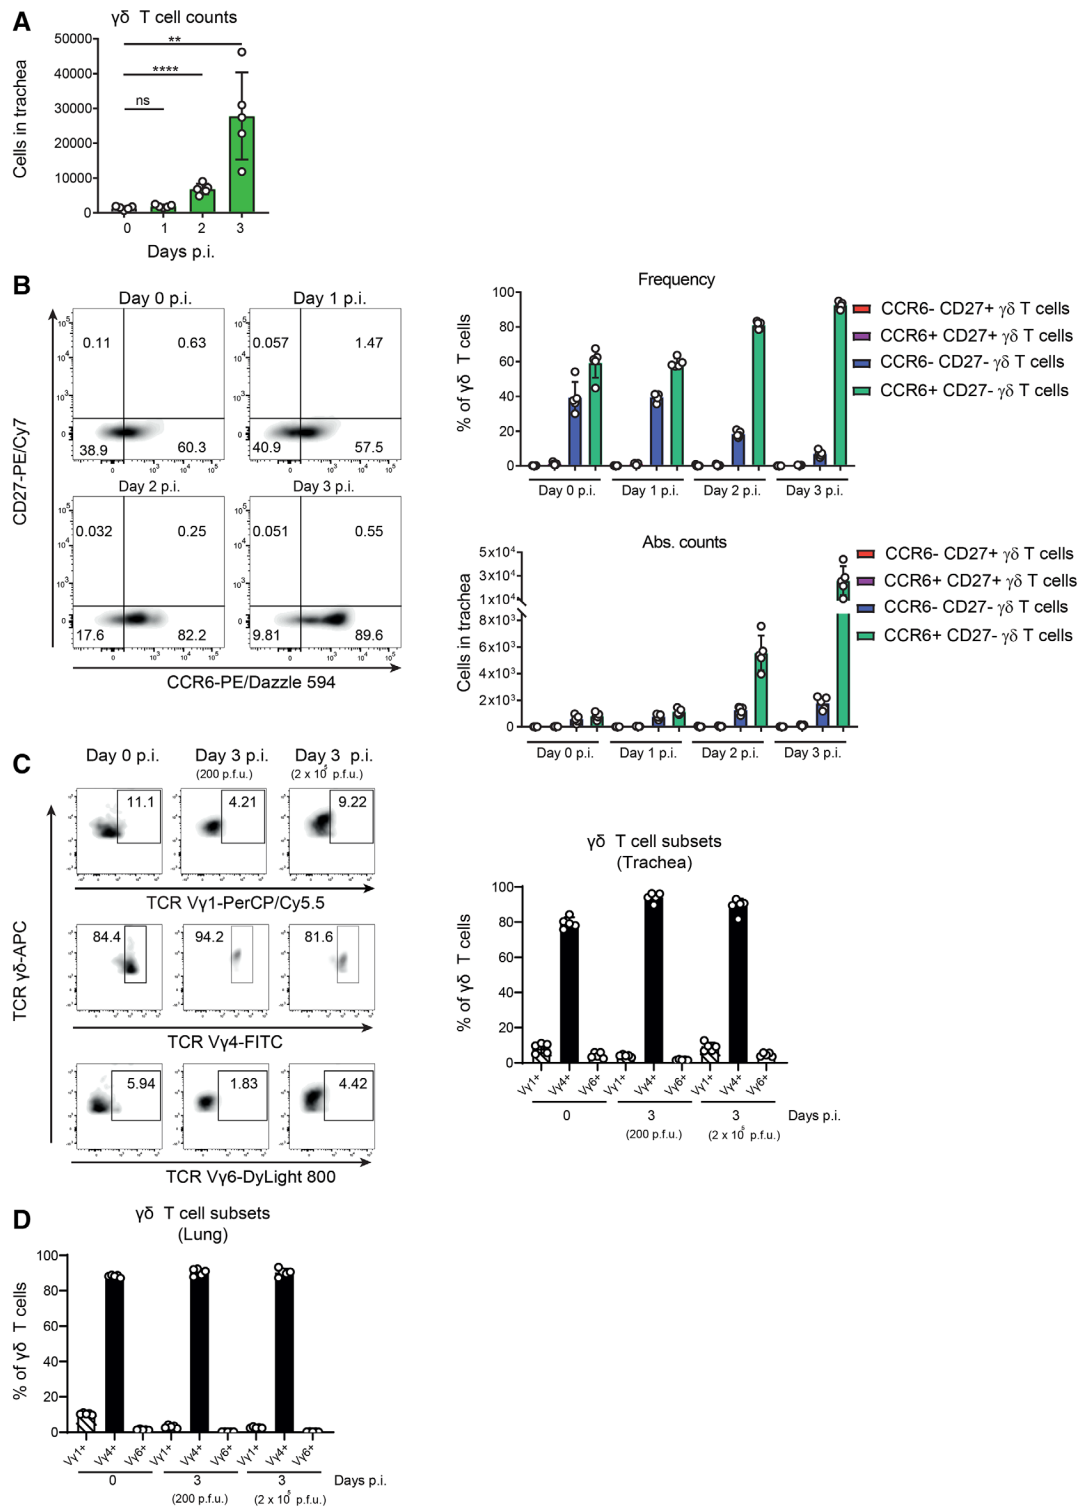 A
γδ T cell counts
Cells in trachea
50000
40000
30000
20000
10000
0
**
****
ns
0 1 2 3
Days p.i.
B
Day 0 p.i.
Day 1 p.i.
0.11 0.63
38.9 60.3
0.057 1.47
40.9 57.5
Day 2 p.i.
Day 3 p.i.
0.032 0.25
17.6 82.2
0.051 0.55
9.81 89.6
CD27-PE/Cy7
CCR6-PE/Dazzle 594
Frequency
% of γδ T cells
100
80
60
40
20
0
Day 0 p.i. Day 1 p.i. Day 2 p.i. Day 3 p.i.
CCR6- CD27+ γδ T cells
CCR6+ CD27+ γδ T cells
CCR6- CD27- γδ T cells
CCR6+ CD27- γδ T cells
Abs. counts
Cells in trachea
5x10⁴
3x10⁴
1x10⁴
8x10³
6x10³
4x10³
2x10³
0
Day 0 p.i. Day 1 p.i. Day 2 p.i. Day 3 p.i.
CCR6- CD27+ γδ T cells
CCR6+ CD27+ γδ T cells
CCR6- CD27- γδ T cells
CCR6+ CD27- γδ T cells
C
Day 0 p.i. Day 3 p.i. Day 3 p.i.
(200 p.f.u.) (2 x 10⁵ p.f.u.)
11.1 4.21 9.22
TCR Vγ1-PerCP/Cy5.5
84.4 94.2 81.6
TCR Vγ4-FITC
5.94 1.83 4.42
TCR Vγ6-DyLight 800
TCR γδ-APC
γδ T cell subsets
(Trachea)
% of γδ T cells
100
80
60
40
20
0
Vγ1+ Vγ4+ Vγ6+ Vγ1+ Vγ4+ Vγ6+ Vγ1+ Vγ4+ Vγ6+
0 3 3 Days p.i.
(200 p.f.u.) (2 x 10⁵ p.f.u.)
D
γδ T cell subsets
(Lung)
% of γδ T cells
100
80
60
40
20
0
Vγ1+ Vγ4+ Vγ6+ Vγ1+ Vγ4+ Vγ6+ Vγ1+ Vγ4+ Vγ6+
0 3 3 Days p.i.
(200 p.f.u.) (2 x 10⁵ p.f.u.)